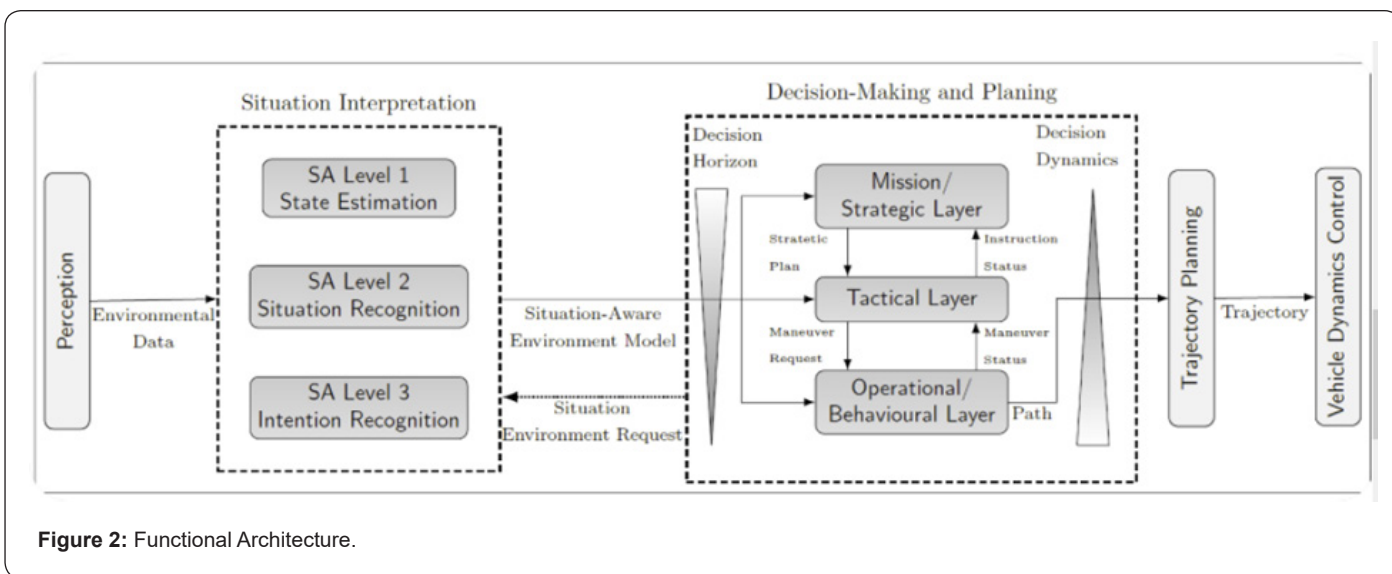 Situation Interpretation
Decision-Making and Planing
Perception
Environmental
Data
SA Level 1
State Estimation
SA Level 2
Situation Recognition
SA Level 3
Intention Recognition
Situation-Aware
Environment Model
Situation
Environment Request
Decision
Horizon
Mission/
Strategic Layer
Stratetic
Plan
Instruction
Status
Tactical Layer
Maneuver
Request
Maneuver
Status
Operational/
Behavioural Layer
Path
Decision
Dynamics
Trajectory Planning
Trajectory
Vehicle Dynamics Control
Figure 2: Functional Architecture.